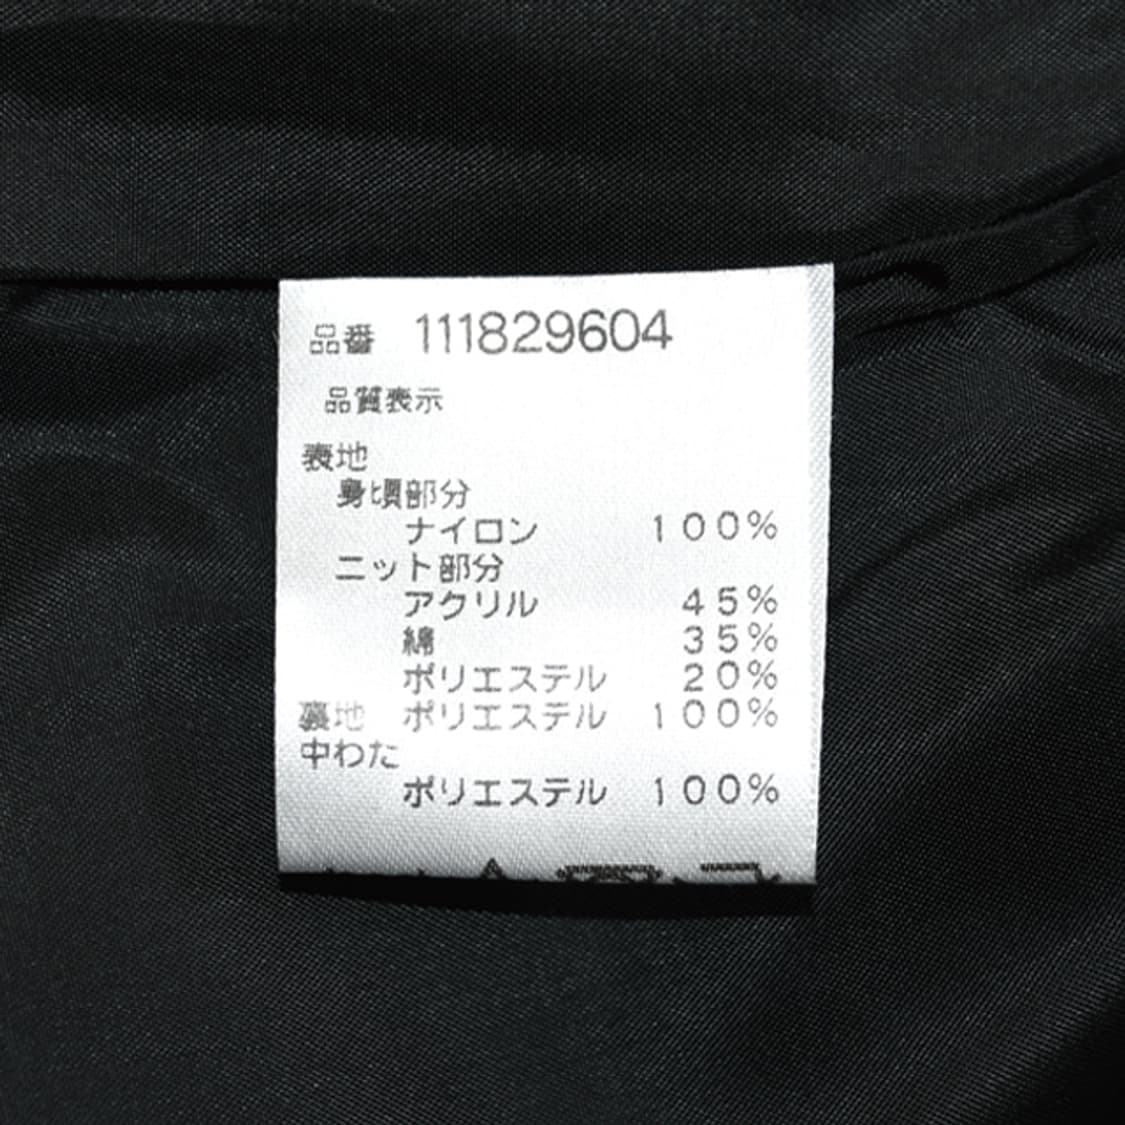 品番 111829604
品質表示
表地
身頃部分
ナイロン 100%
ニット部分
アクリル 45%
綿 35%
ポリエステル 20%
裏地 ポリエステル 100%
中わた
ポリエステル 100%